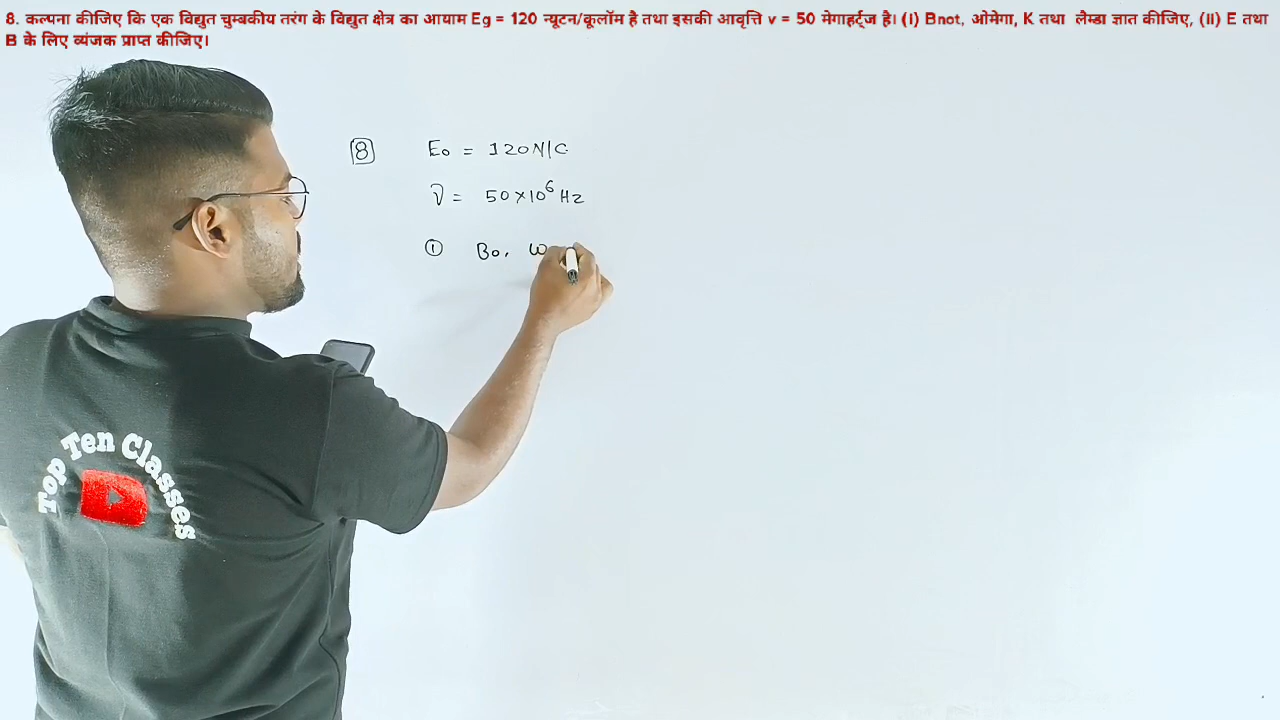 8. कल्पना कीजिए कि एक विद्युत चुम्बकीय तरंग के विद्युत क्षेत्र का आयाम Eg = 120 न्यूटन/कूलॉम है तथा इसकी आवृत्ति v = 50 मेगाहर्ट्ज है। (I) Bnot, ओमेगा, K तथा लैम्डा ज्ञात कीजिए, (II) E तथा
B के लिए व्यंजक प्राप्त कीजिए।
8 E₀ = 120 N/C
ν = 50×10⁶ Hz
① B₀, ω
Top Ten Classes